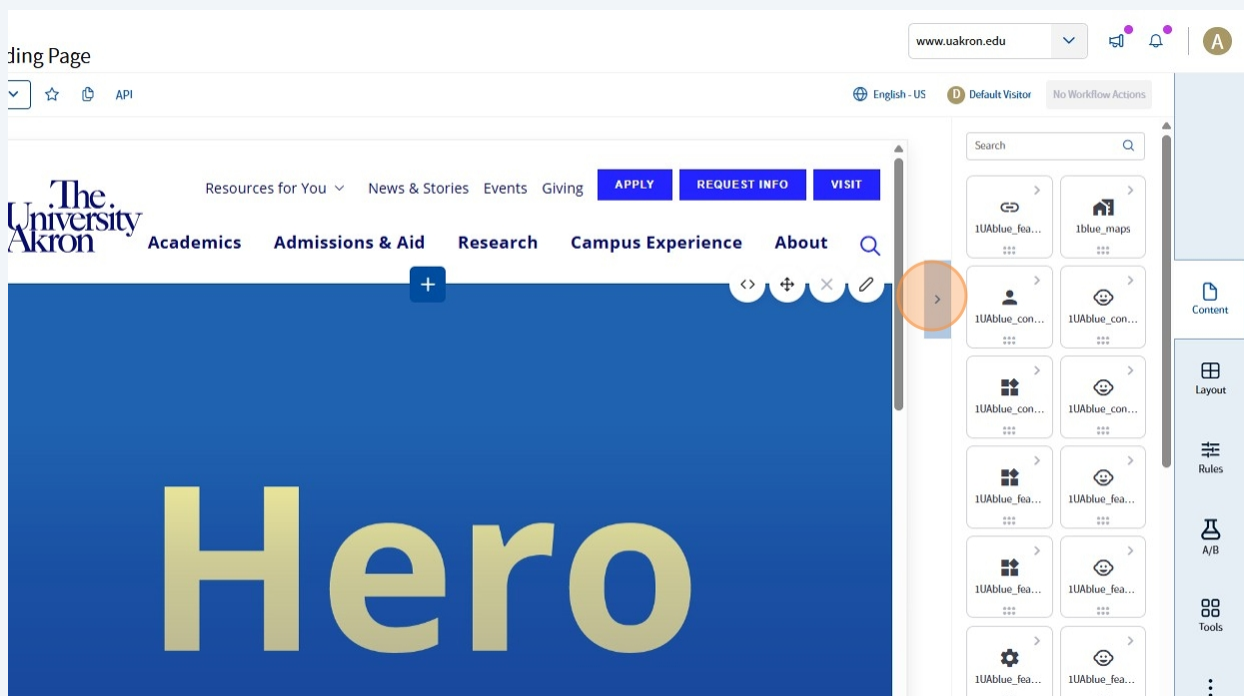 www.uakron.edu
A
ding Page
API
English - US
D Default Visitor
No Workflow Actions
Search
The
University
Akron
Resources for You
News & Stories
Events
Giving
APPLY
REQUEST INFO
VISIT
Academics
Admissions & Aid
Research
Campus Experience
About
Hero
1UAblue_fea...
1blue_maps
1UAblue_con...
1UAblue_con...
1UAblue_con...
1UAblue_con...
1UAblue_fea...
1UAblue_fea...
1UAblue_fea...
1UAblue_fea...
1UAblue_fea...
1UAblue_fea...
Content
Layout
Rules
A/B
Tools